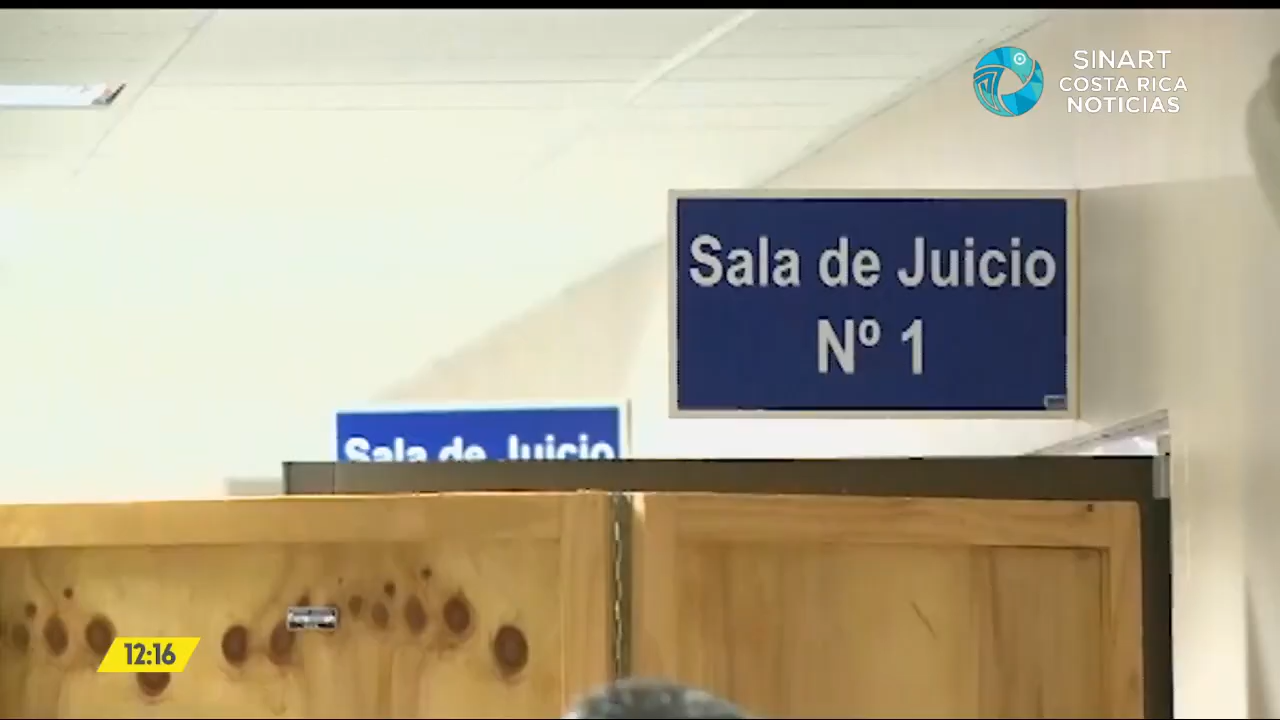 SINART
COSTA RICA
NOTICIAS
Sala de Juicio
Nº 1
Sala de Juicio
12:16